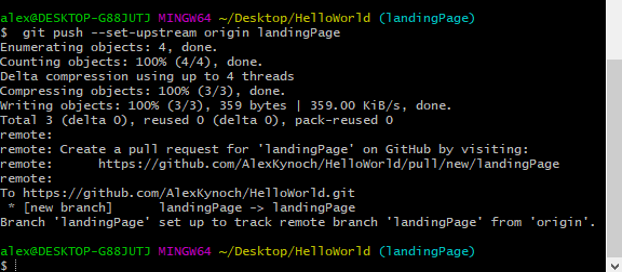 alex@DESKTOP-G88JUTJ MINGW64 ~/Desktop/HelloWorld (landingPage)
$  git push --set-upstream origin landingPage
Enumerating objects: 4, done.
Counting objects: 100% (4/4), done.
Delta compression using up to 4 threads
Compressing objects: 100% (3/3), done.
Writing objects: 100% (3/3), 359 bytes | 359.00 KiB/s, done.
Total 3 (delta 0), reused 0 (delta 0), pack-reused 0
remote:
remote: Create a pull request for 'landingPage' on GitHub by visiting:
remote:      https://github.com/AlexKynoch/HelloWorld/pull/new/landingPage
remote:
To https://github.com/AlexKynoch/HelloWorld.git
 * [new branch]      landingPage -> landingPage
Branch 'landingPage' set up to track remote branch 'landingPage' from 'origin'.
alex@DESKTOP-G88JUTJ MINGW64 ~/Desktop/HelloWorld (landingPage)
$